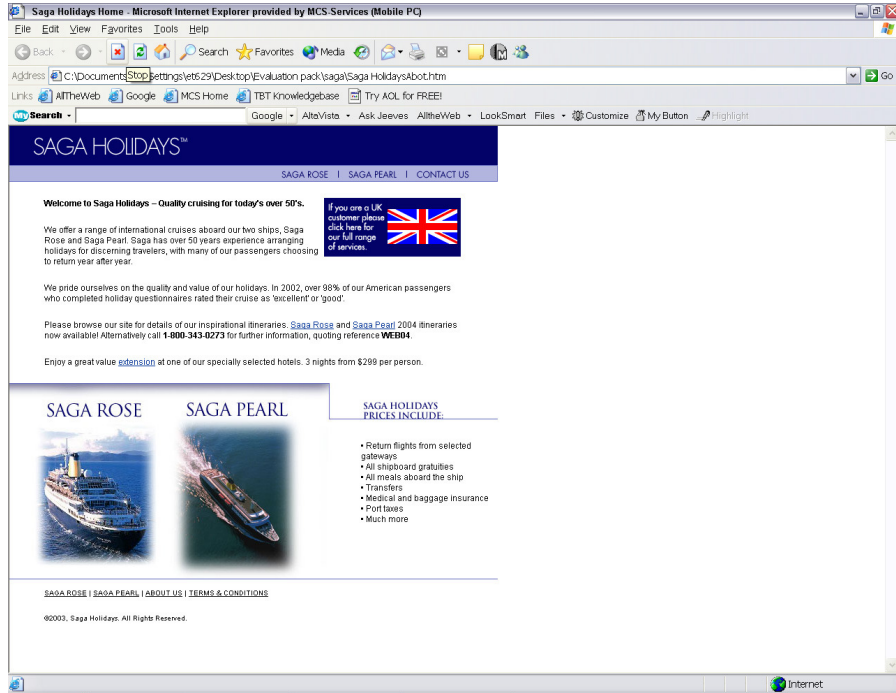 Saga Holidays Home - Microsoft Internet Explorer provided by MCS-Services (Mobile PC)
File Edit View Favorites Tools Help
Back Search Favorites Media
Address C:\Documents Stop Settings\et629\Desktop\Evaluation pack\saga\Saga HolidaysAbot.htm Go
Links AllTheWeb Google MCS Home TBT Knowledgebase Try AOL for FREE!
My Search Google AltaVista Ask Jeeves AlltheWeb LookSmart Files Customize My Button Highlight
SAGA HOLIDAYS™
SAGA ROSE | SAGA PEARL | CONTACT US
Welcome to Saga Holidays – Quality cruising for today's over 50's.
If you are a UK
customer please
click here for
our full range
of services.
We offer a range of international cruises aboard our two ships, Saga
Rose and Saga Pearl. Saga has over 50 years experience arranging
holidays for discerning travelers, with many of our passengers choosing
to return year after year.
We pride ourselves on the quality and value of our holidays. In 2002, over 98% of our American passengers
who completed holiday questionnaires rated their cruise as 'excellent' or 'good'.
Please browse our site for details of our inspirational itineraries. Saga Rose and Saga Pearl 2004 itineraries
now available! Alternatively call 1-800-343-0273 for further information, quoting reference WEB04.
Enjoy a great value extension at one of our specially selected hotels. 3 nights from $299 per person.
SAGA ROSE
SAGA PEARL
SAGA HOLIDAYS
PRICES INCLUDE:
• Return flights from selected
gateways
• All shipboard gratuities
• All meals aboard the ship
• Transfers
• Medical and baggage insurance
• Port taxes
• Much more
SAGA ROSE | SAGA PEARL | ABOUT US | TERMS & CONDITIONS
©2003, Saga Holidays. All Rights Reserved.
Internet